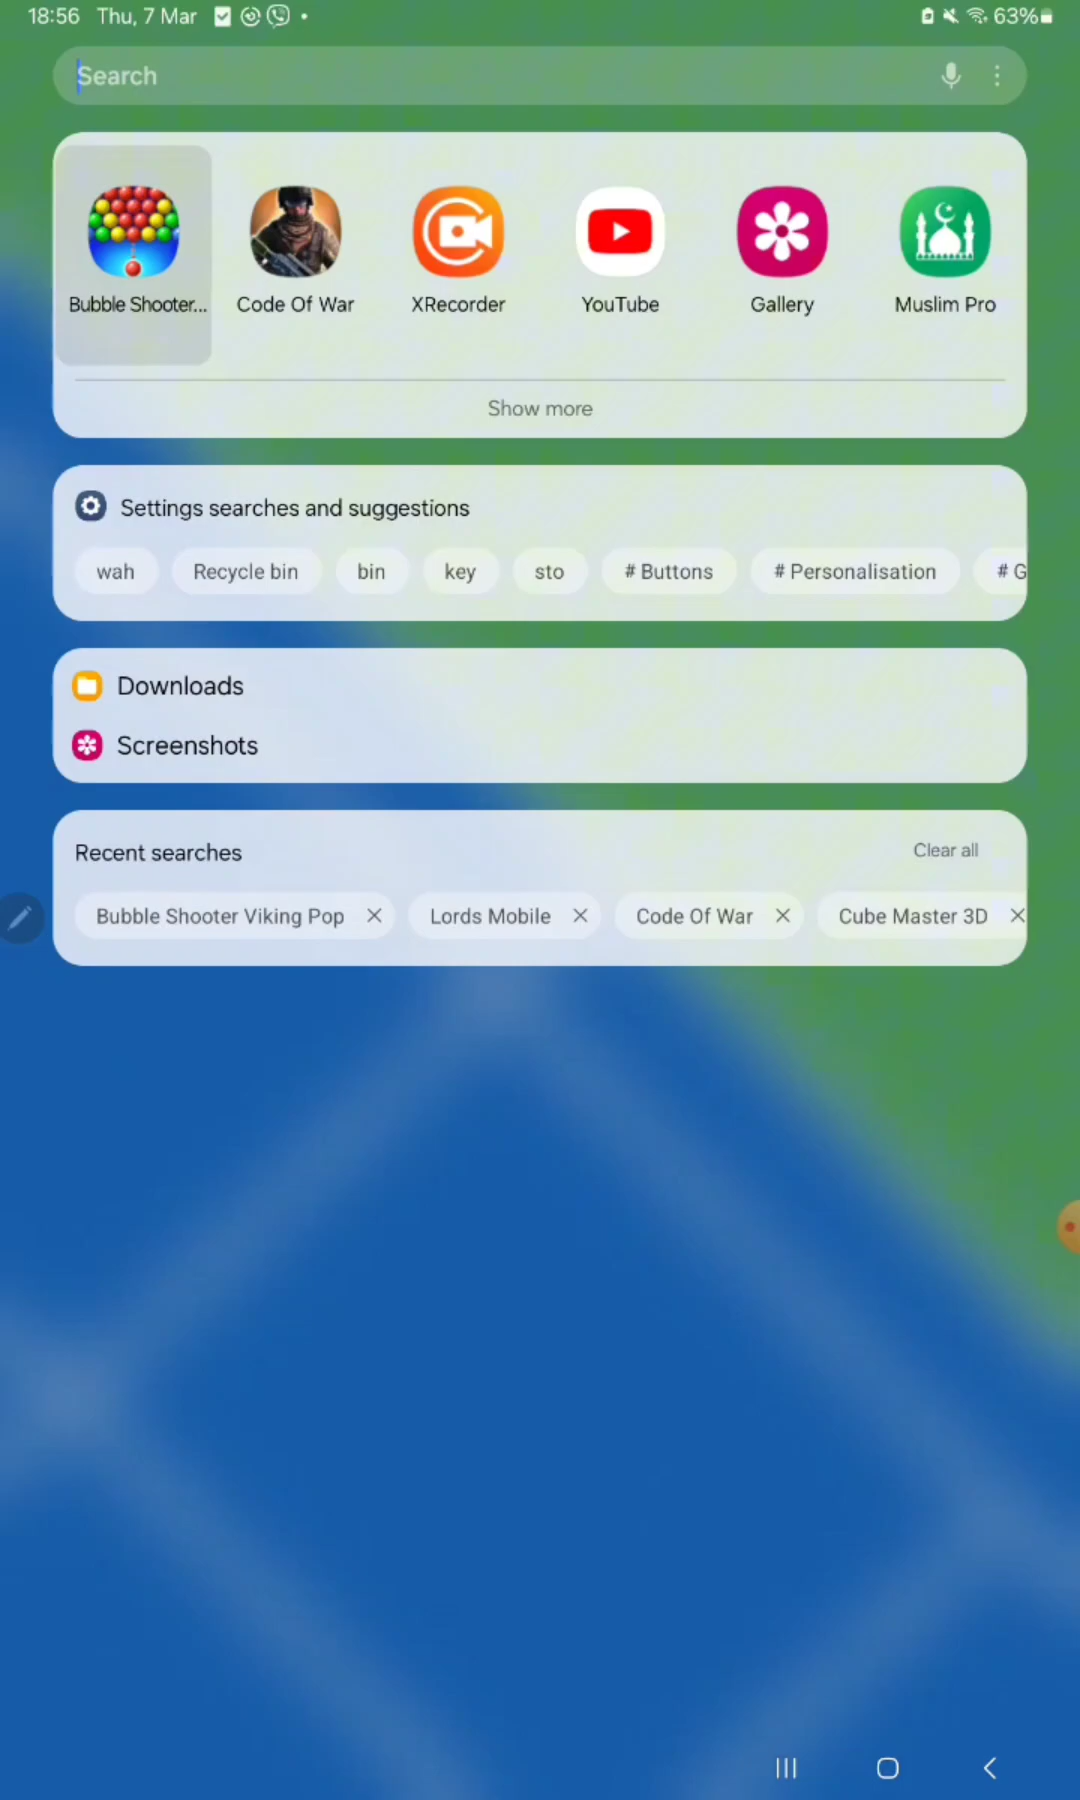 18:56 Thu, 7 Mar
63%
Search
Bubble Shooter... Code Of War XRecorder YouTube Gallery Muslim Pro
Show more
Settings searches and suggestions
wah Recycle bin bin key sto # Buttons # Personalisation # G
Downloads
Screenshots
Recent searches Clear all
Bubble Shooter Viking Pop Lords Mobile Code Of War Cube Master 3D